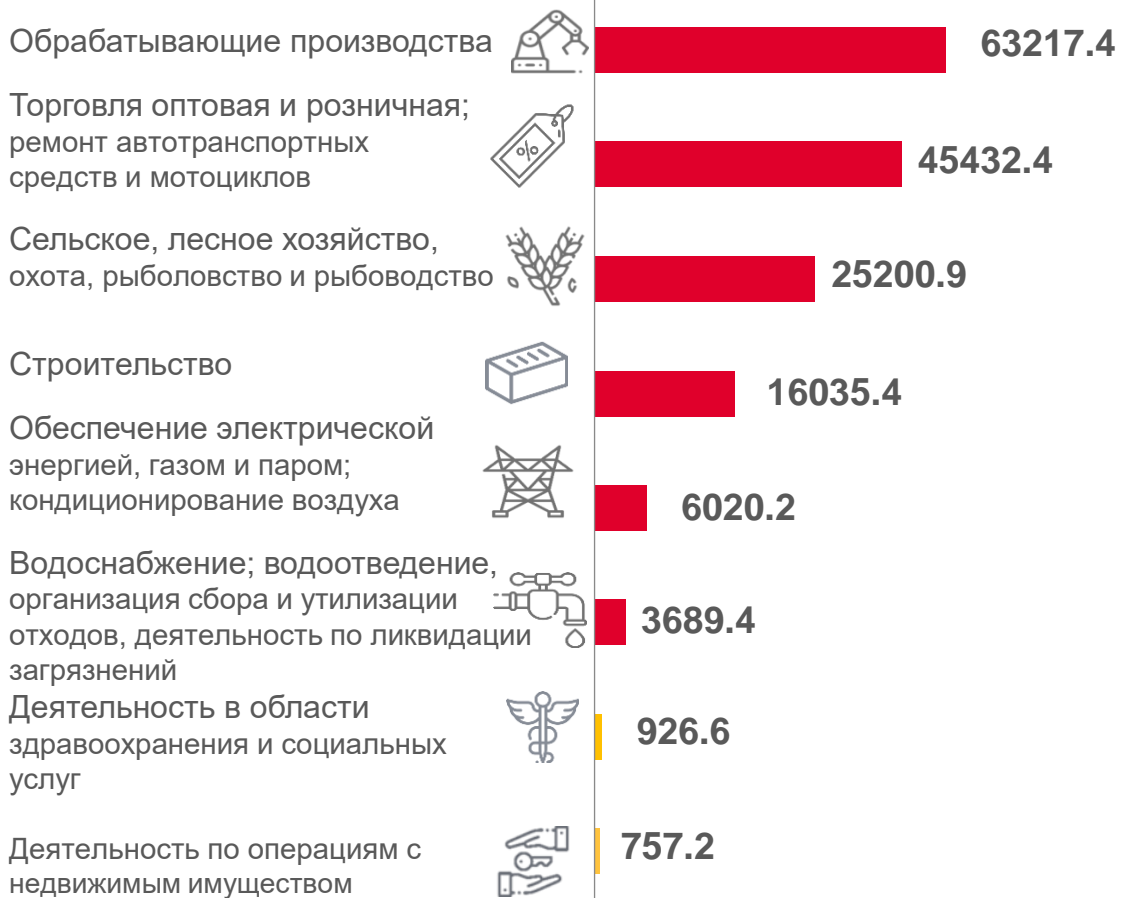 Обрабатывающие производства
63217.4
Торговля оптовая и розничная;
ремонт автотранспортных
средств и мотоциклов
%
45432.4
Сельское, лесное хозяйство,
охота, рыболовство и рыбоводство
25200.9
Строительство
16035.4
Обеспечение электрической
энергией, газом и паром;
кондиционирование воздуха
6020.2
Водоснабжение; водоотведение,
организация сбора и утилизации
отходов, деятельность по ликвидации
загрязнений
3689.4
Деятельность в области
здравоохранения и социальных
услуг
926.6
Деятельность по операциям с
недвижимым имуществом
757.2